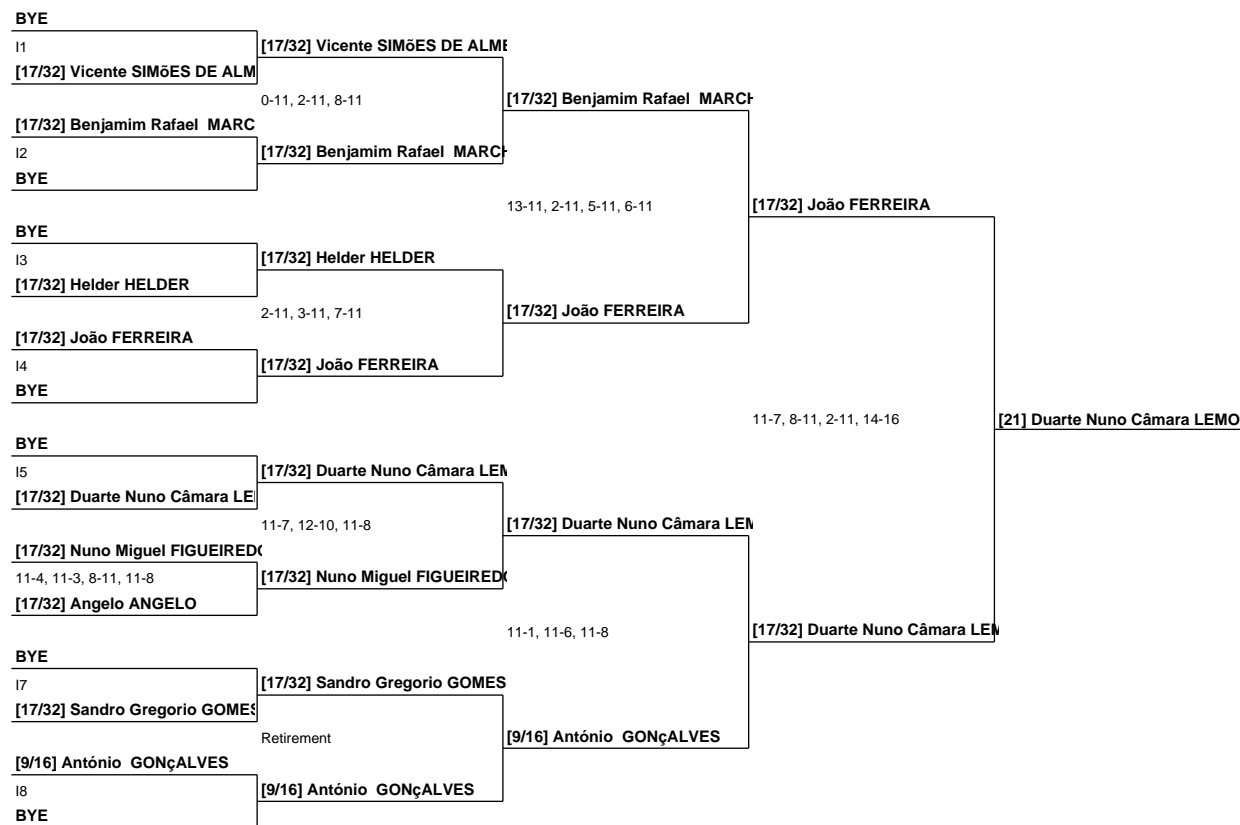 BYE
I1
[17/32] Vicente SIMõES DE ALM
[17/32] Benjamim Rafael MARC
I2
BYE
BYE
I3
[17/32] Helder HELDER
[17/32] João FERREIRA
I4
BYE
BYE
I5
[17/32] Duarte Nuno Câmara LE
[17/32] Nuno Miguel FIGUEIREDO
11-4, 11-3, 8-11, 11-8
[17/32] Angelo ANGELO
BYE
I7
[17/32] Sandro Gregorio GOMES
[9/16] António GONçALVES
I8
BYE
[17/32] Vicente SIMõES DE ALME
0-11, 2-11, 8-11
[17/32] Benjamim Rafael MARCH
[17/32] Helder HELDER
2-11, 3-11, 7-11
[17/32] João FERREIRA
[17/32] Duarte Nuno Câmara LEM
11-7, 12-10, 11-8
[17/32] Nuno Miguel FIGUEIREDO
[17/32] Sandro Gregorio GOMES
Retirement
[9/16] António GONçALVES
[17/32] Benjamim Rafael MARCH
13-11, 2-11, 5-11, 6-11
[17/32] João FERREIRA
[17/32] Duarte Nuno Câmara LEM
11-1, 11-6, 11-8
[9/16] António GONçALVES
[17/32] João FERREIRA
11-7, 8-11, 2-11, 14-16
[17/32] Duarte Nuno Câmara LEM
[21] Duarte Nuno Câmara LEMO